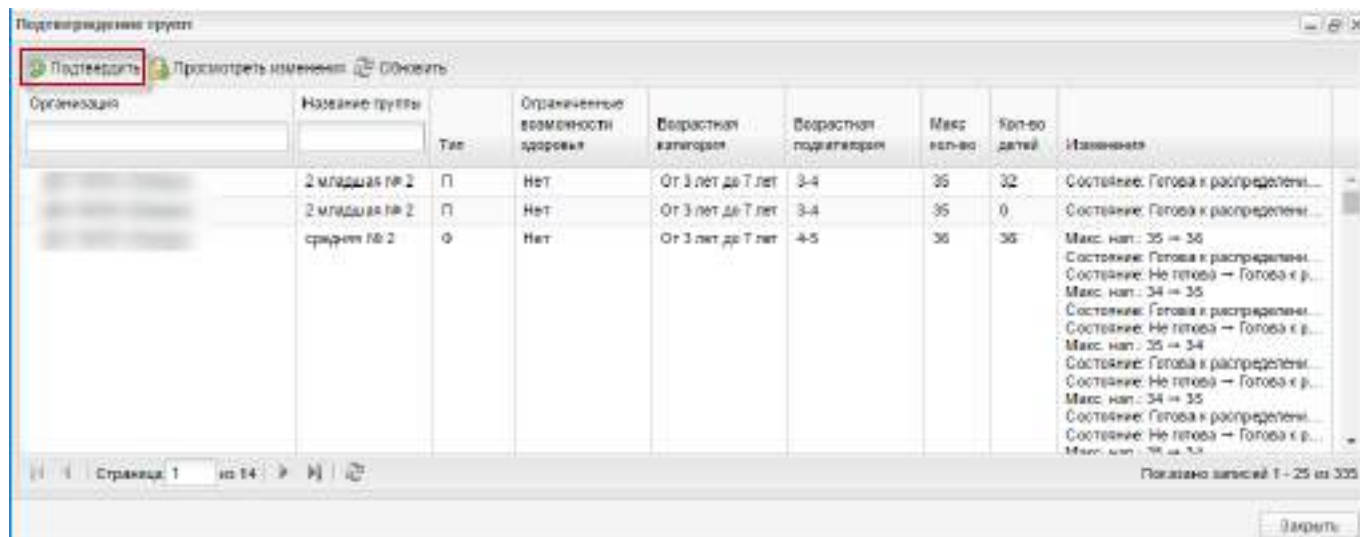 Подтверждение групп
Подтвердить Просмотреть изменения Обновить
Организация Название группы Тип Ограниченные возможности здоровья Возрастная категория Возрастная подкатегория Макс кол-во Кол-во детей Изменения
2 младшая № 2 П Нет От 3 лет до 7 лет 3-4 35 32 Состояние: Готова к распределени...
2 младшая № 2 П Нет От 3 лет до 7 лет 3-4 35 0 Состояние: Готова к распределени...
средняя № 2 Ф Нет От 3 лет до 7 лет 4-5 36 36 Макс. нап.: 35 → 36
Состояние: Готова к распределени...
Состояние: Не готова → Готова к р...
Макс. нап.: 34 → 35
Состояние: Готова к распределени...
Состояние: Не готова → Готова к р...
Макс. нап.: 35 → 34
Состояние: Готова к распределени...
Состояние: Не готова → Готова к р...
Макс. нап.: 34 → 35
Состояние: Готова к распределени...
Состояние: Не готова → Готова к р...
Макс. нап.: 35 → 34
Страница 1 из 14 Показано записей 1 - 25 из 335
Закрыть